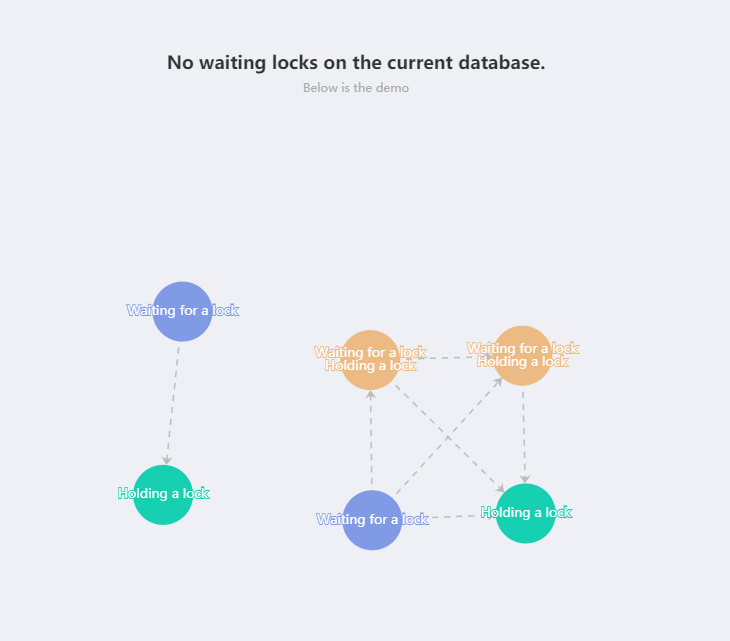 No waiting locks on the current database.
Below is the demo
Waiting for a lock
Holding a lock
Waiting for a lock
Holding a lock
Waiting for a lock
Holding a lock
Waiting for a lock
Holding a lock